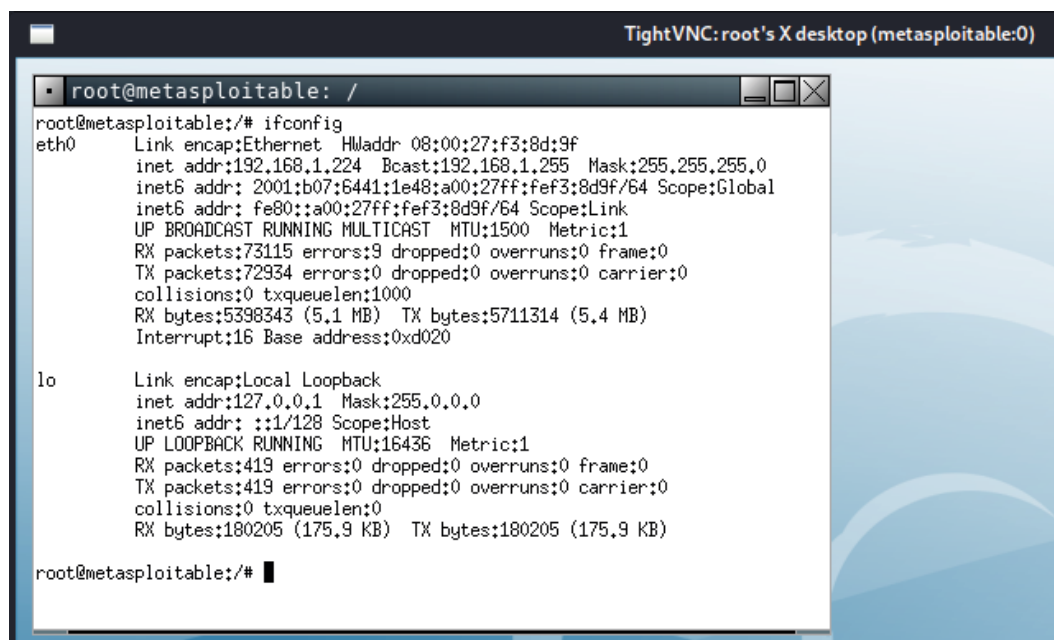 TightVNC: root's X desktop (metasploitable:0)
root@metasploitable: /
root@metasploitable:/# ifconfig
eth0 Link encap:Ethernet HWaddr 08:00:27:f3:8d:9f
inet addr:192.168.1.224 Bcast:192.168.1.255 Mask:255.255.255.0
inet6 addr: 2001:b07:6441:1e48:a00:27ff:fef3:8d9f/64 Scope:Global
inet6 addr: fe80::a00:27ff:fef3:8d9f/64 Scope:Link
UP BROADCAST RUNNING MULTICAST MTU:1500 Metric:1
RX packets:73115 errors:9 dropped:0 overruns:0 frame:0
TX packets:72934 errors:0 dropped:0 overruns:0 carrier:0
collisions:0 txqueuelen:1000
RX bytes:5398343 (5.1 MB) TX bytes:5711314 (5.4 MB)
Interrupt:16 Base address:0xd020
lo Link encap:Local Loopback
inet addr:127.0.0.1 Mask:255.0.0.0
inet6 addr: ::1/128 Scope:Host
UP LOOPBACK RUNNING MTU:16436 Metric:1
RX packets:419 errors:0 dropped:0 overruns:0 frame:0
TX packets:419 errors:0 dropped:0 overruns:0 carrier:0
collisions:0 txqueuelen:0
RX bytes:180205 (175.9 KB) TX bytes:180205 (175.9 KB)
root@metasploitable:/#